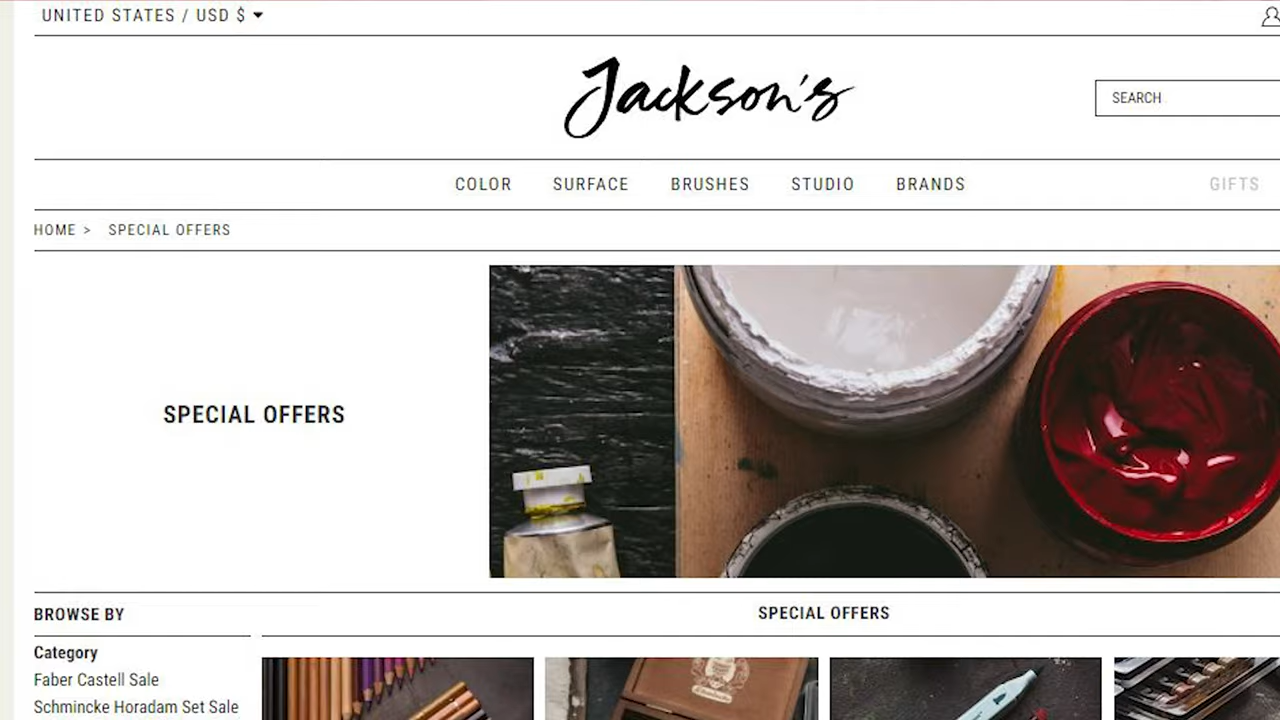 UNITED STATES / USD $
Jackson's
SEARCH
COLOR SURFACE BRUSHES STUDIO BRANDS GIFTS
HOME > SPECIAL OFFERS
SPECIAL OFFERS
BROWSE BY
SPECIAL OFFERS
Category
Faber Castell Sale
Schmincke Horadam Set Sale